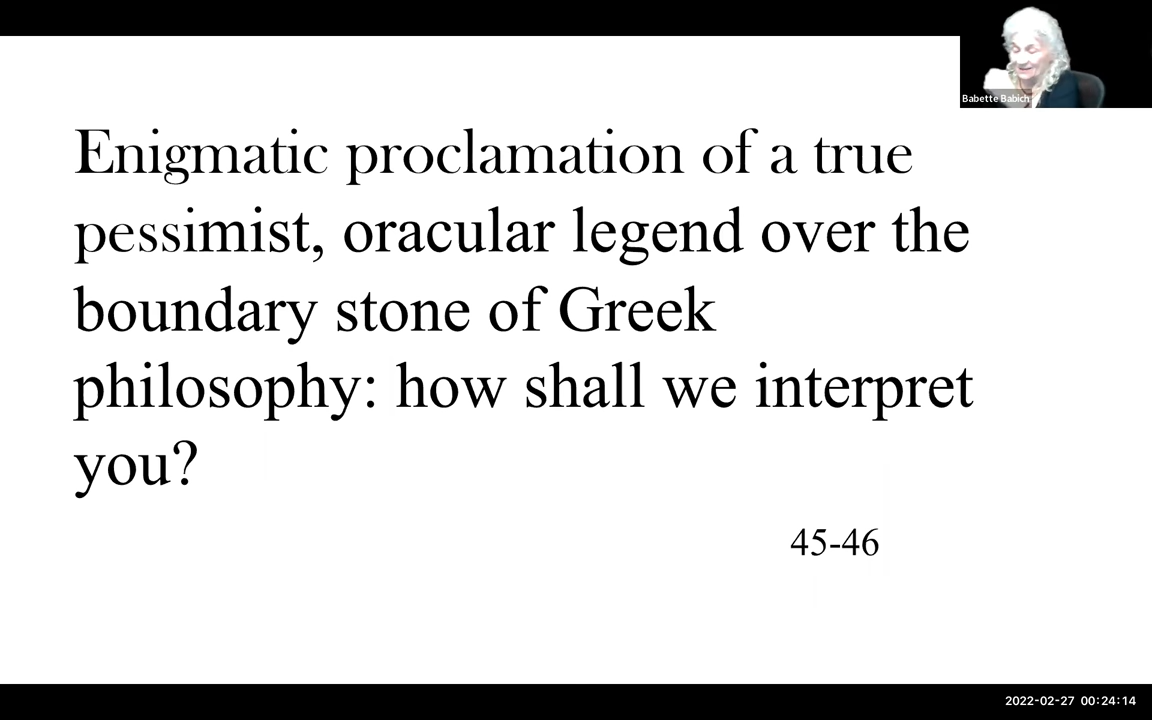 Babette Babich
Enigmatic proclamation of a true
pessimist, oracular legend over the
boundary stone of Greek
philosophy: how shall we interpret
you?
45-46
2022-02-27 00:24:14